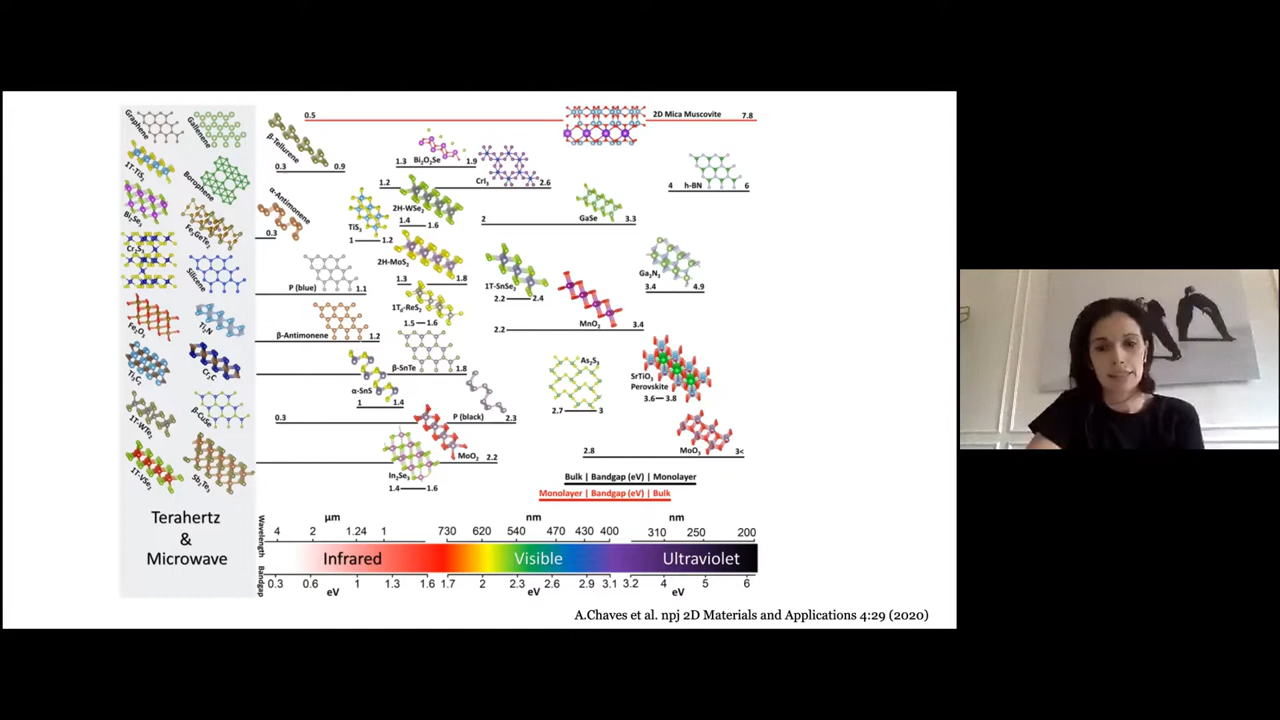 Graphene
Gallenene
1T-TiS₂
Borophene
Bi₂Se₃
Fe₃GeTe₂
Cr₂S₃
Silicene
Fe₂O₃
Ti₂N
Ti₃C₂
Cr₂C
1T-WTe₂
β-CuSe
1T-VSe₂
Sb₂Te₃
Terahertz
&
Microwave
0.5
2D Mica Muscovite
7.8
β-Tellurene
0.3
0.9
1.3
Bi₂O₂Se
1.9
1.2
CrI₃
2.6
4
h-BN
6
α-Antimonene
0.3
TiS₃
1
1.2
2H-WSe₂
1.4
1.6
2
GaSe
3.3
2H-MoS₂
1.3
1.8
P (blue)
1.1
1T-SnSe₂
2.2
2.4
Ga₂N₃
3.4
4.9
1Td-ReS₂
1.5
1.6
MnO₂
2.2
3.4
β-Antimonene
1.2
β-SnTe
1.8
α-SnS
1
1.4
As₂S₃
2.7
3
SrTiO₃
Perovskite
3.6
3.8
0.3
P (black)
2.3
MoO₂
2.2
2.8
MoO₃
3<
In₂Se₃
1.4
1.6
Bulk | Bandgap (eV) | Monolayer
Monolayer | Bandgap (eV) | Bulk
Wavelength
μm
nm
nm
4 2 1.24 1 730 620 540 470 430 400 310 250 200
Infrared
Visible
Ultraviolet
Bandgap
0.3 0.6 1 1.3 1.6 1.7 2 2.3 2.6 2.9 3.1 3.2 4 5 6
eV
eV
eV
A.Chaves et al. npj 2D Materials and Applications 4:29 (2020)